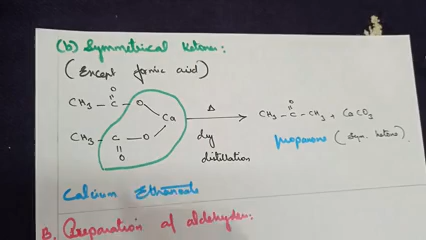 (b) Symmetrical Ketones:
(Except formic acid)
O
CH3 - C - O
Ca
CH3 - C - O
O
Δ
dry
distillation
O
CH3 - C - CH3 + CaCO3
propanone (sym. ketone)
Calcium Ethanoate
B. Preparation of aldehydes: